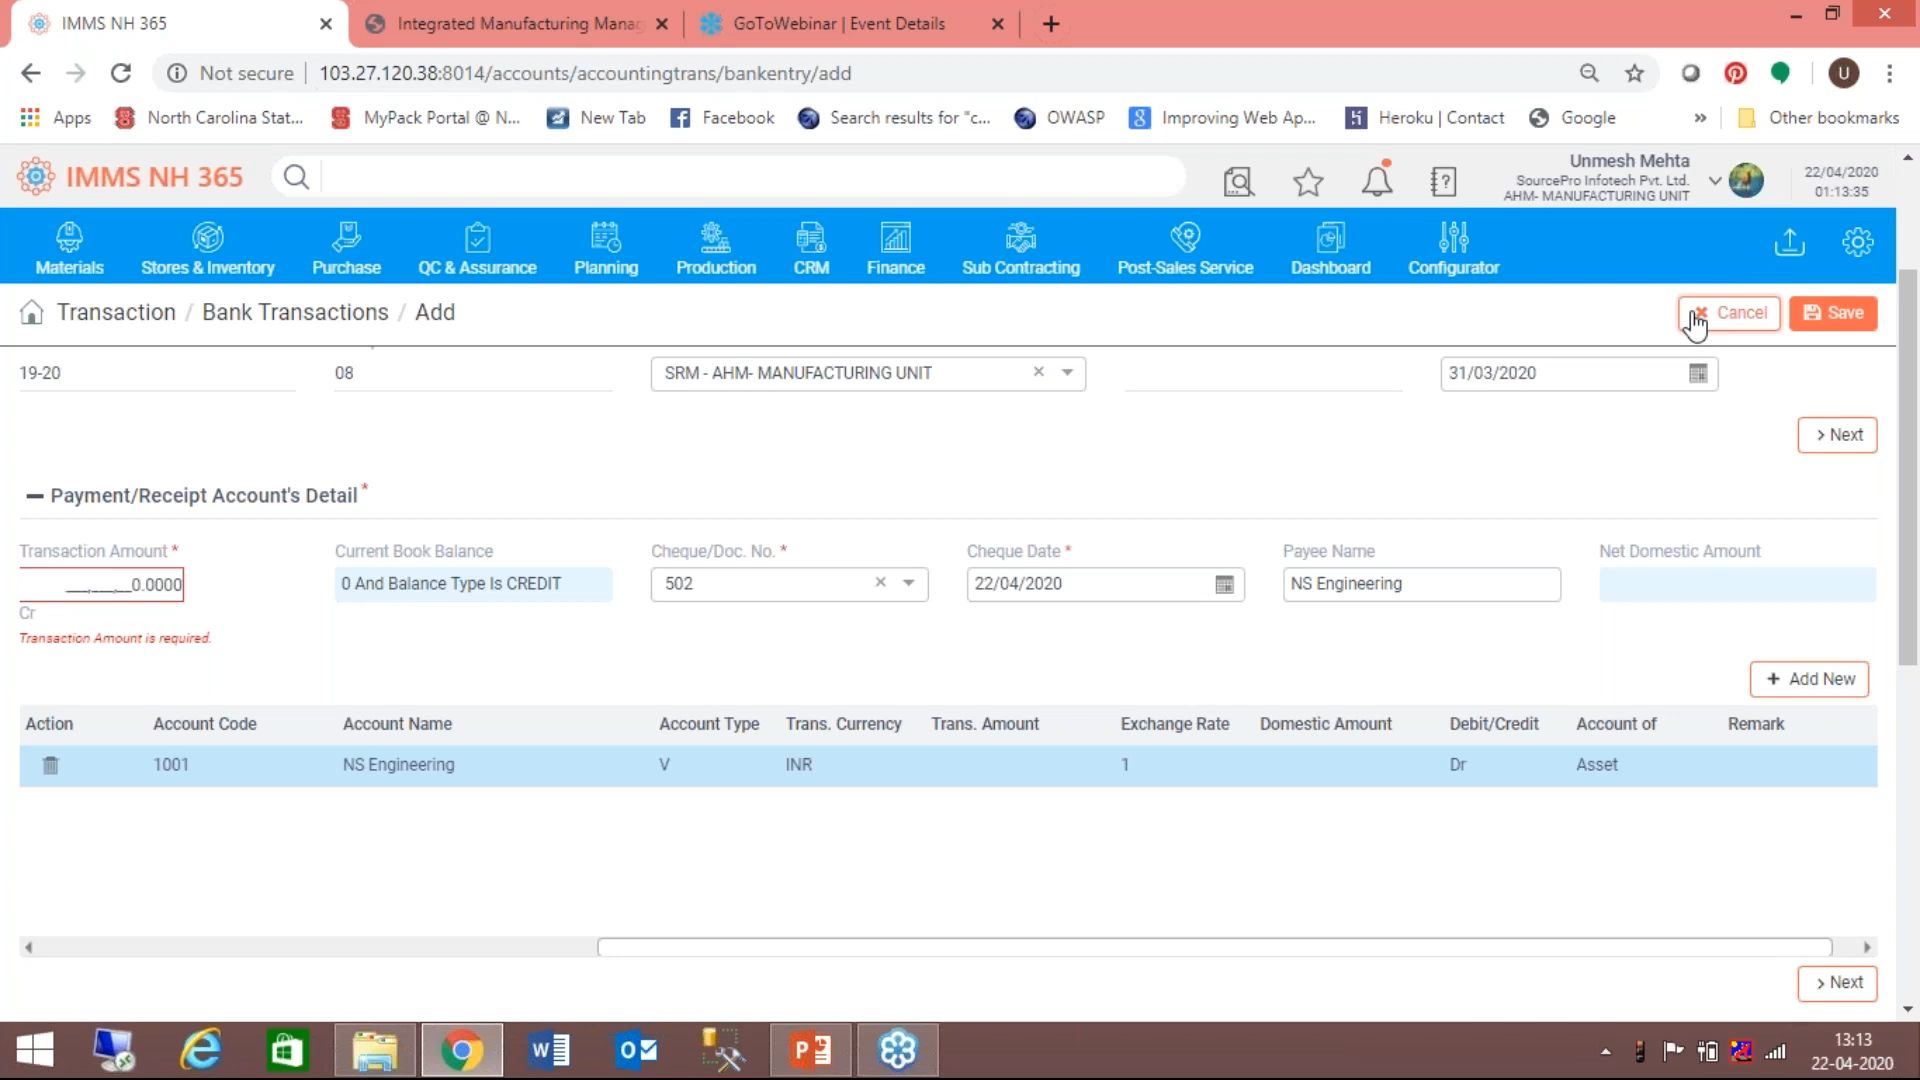 IMMS NH 365
Integrated Manufacturing Mana
GoToWebinar | Event Details
Not secure
103.27.120.38:8014/accounts/accountingtrans/bankentry/add
U
Apps
North Carolina Stat...
MyPack Portal @ N...
New Tab
Facebook
Search results for "c...
OWASP
Improving Web Ap...
Heroku | Contact
Google
»
Other bookmarks
IMMS NH 365
Unmesh Mehta
SourcePro Infotech Pvt. Ltd.
AHM- MANUFACTURING UNIT
22/04/2020
01:13:35
Materials
Stores & Inventory
Purchase
QC & Assurance
Planning
Production
CRM
Finance
Sub Contracting
Post-Sales Service
Dashboard
Configurator
Transaction / Bank Transactions / Add
Cancel
Save
19-20
08
SRM - AHM- MANUFACTURING UNIT
31/03/2020
> Next
Payment/Receipt Account's Detail *
Transaction Amount *
Current Book Balance
Cheque/Doc. No. *
Cheque Date *
Payee Name
Net Domestic Amount
__,___,__0.0000
0 And Balance Type Is CREDIT
502
22/04/2020
NS Engineering
Cr
Transaction Amount is required.
+ Add New
Action
Account Code
Account Name
Account Type
Trans. Currency
Trans. Amount
Exchange Rate
Domestic Amount
Debit/Credit
Account of
Remark
1001
NS Engineering
V
INR
1
Dr
Asset
> Next
13:13
22-04-2020